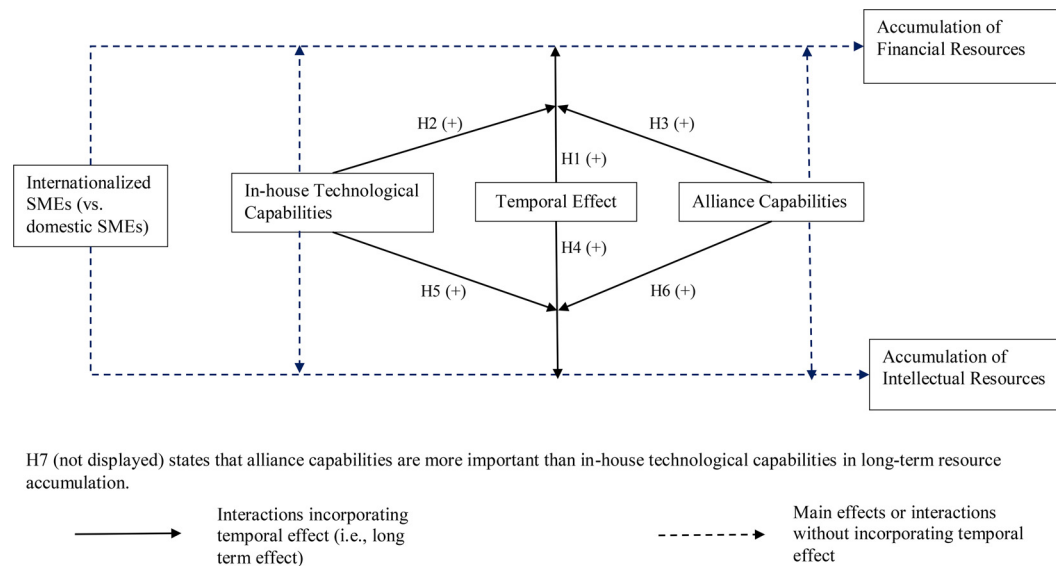 Accumulation of
Financial Resources
H2 (+)
H3 (+)
H1 (+)
Internationalized
SMEs (vs.
domestic SMEs)
In-house Technological
Capabilities
Temporal Effect
Alliance Capabilities
H4 (+)
H5 (+)
H6 (+)
Accumulation of
Intellectual Resources
H7 (not displayed) states that alliance capabilities are more important than in-house technological capabilities in long-term resource
accumulation.
Interactions incorporating
temporal effect (i.e., long
term effect)
Main effects or interactions
without incorporating temporal
effect